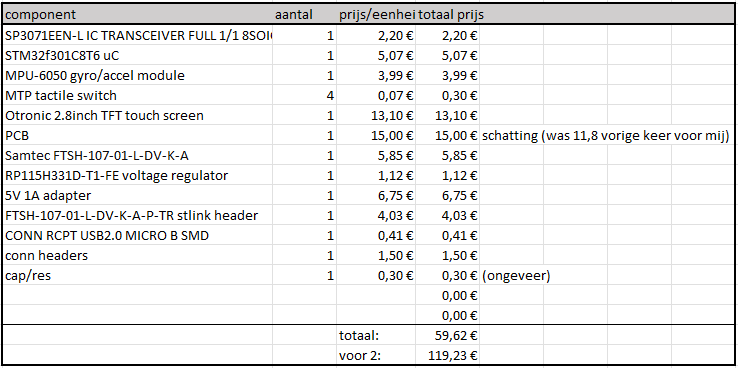 component aantal prijs/eenhei totaal prijs
SP3071EEN-L IC TRANSCEIVER FULL 1/1 8SOI 1 2,20 € 2,20 €
STM32f301C8T6 uC 1 5,07 € 5,07 €
MPU-6050 gyro/accel module 1 3,99 € 3,99 €
MTP tactile switch 4 0,07 € 0,30 €
Otronic 2.8inch TFT touch screen 1 13,10 € 13,10 €
PCB 1 15,00 € 15,00 € schatting (was 11,8 vorige keer voor mij)
Samtec FTSH-107-01-L-DV-K-A 1 5,85 € 5,85 €
RP115H331D-T1-FE voltage regulator 1 1,12 € 1,12 €
5V 1A adapter 1 6,75 € 6,75 €
FTSH-107-01-L-DV-K-A-P-TR stlink header 1 4,03 € 4,03 €
CONN RCPT USB2.0 MICRO B SMD 1 0,41 € 0,41 €
conn headers 1 1,50 € 1,50 €
cap/res 1 0,30 € 0,30 € (ongeveer)
0,00 €
0,00 €
totaal: 59,62 €
voor 2: 119,23 €